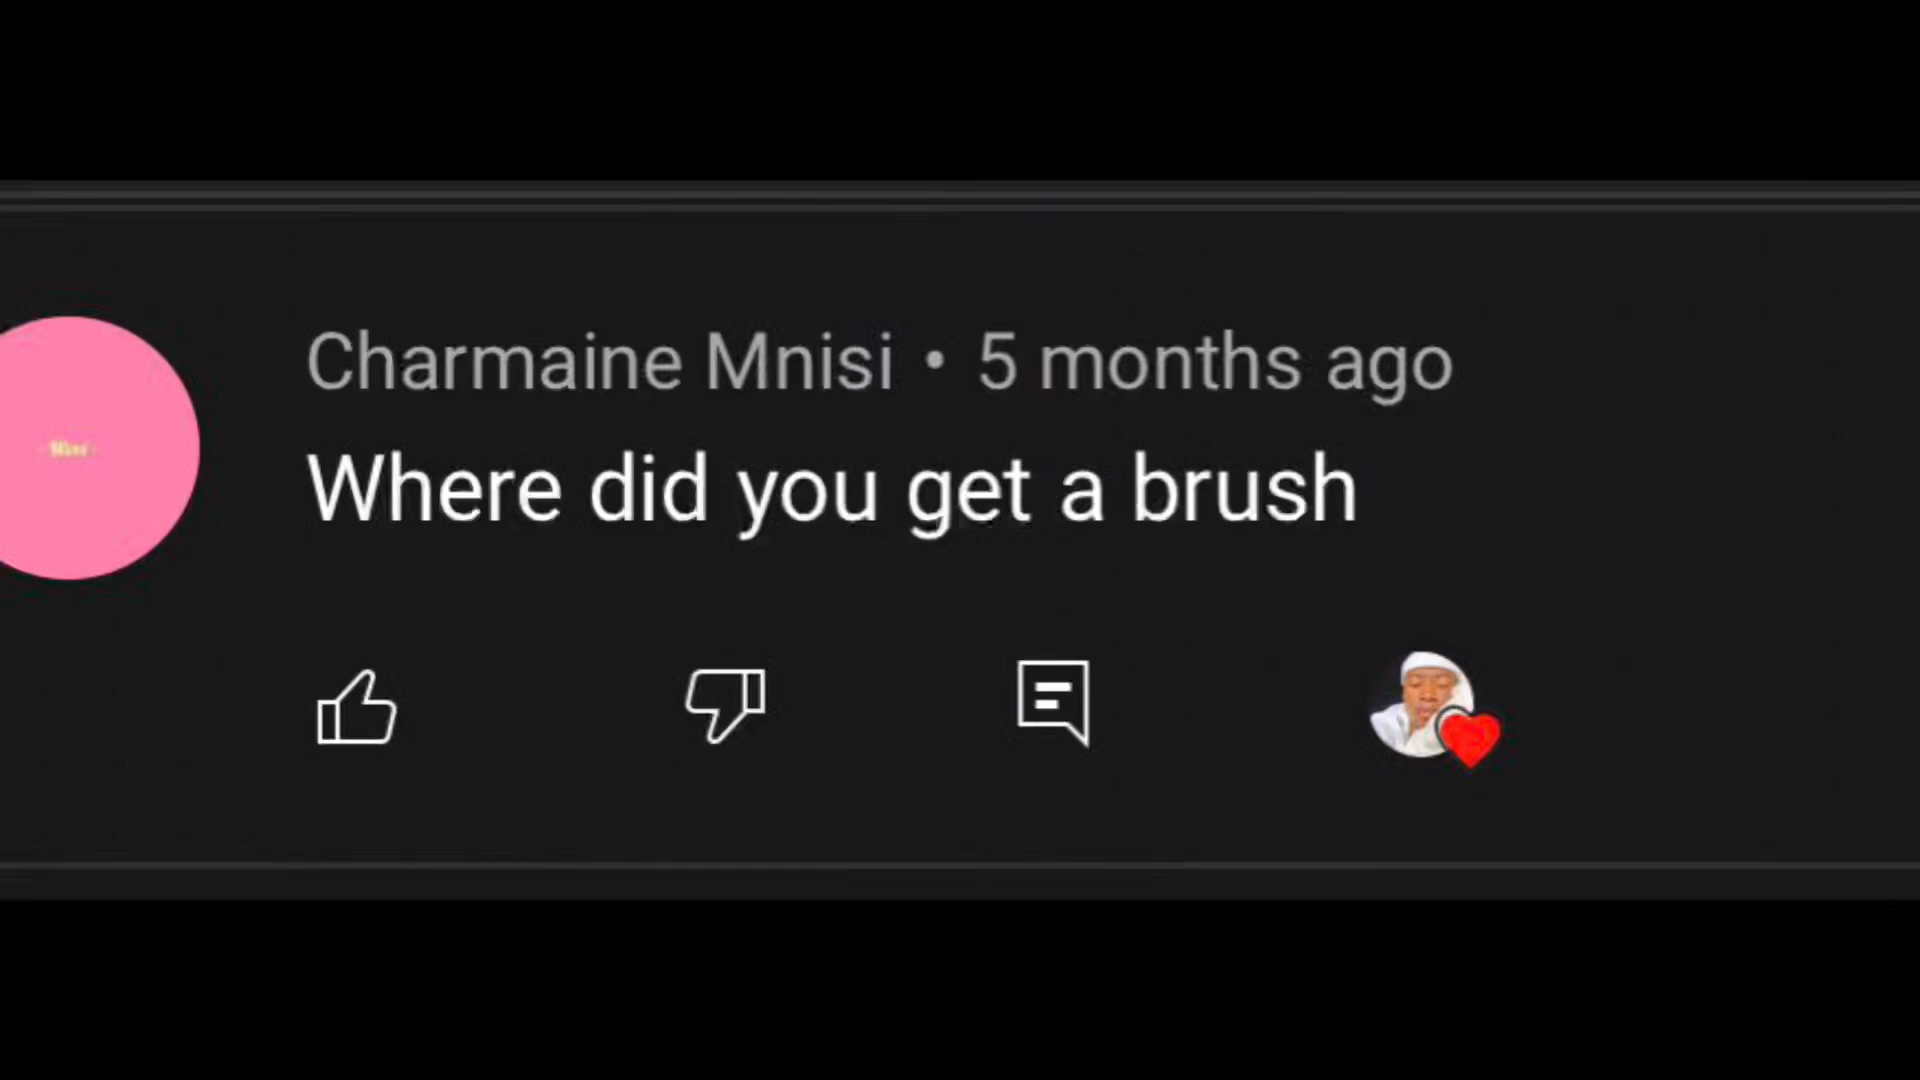 Charmaine Mnisi • 5 months ago
Where did you get a brush